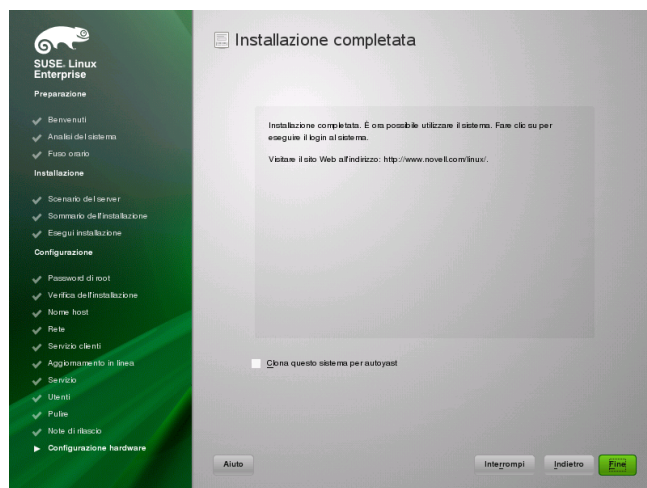 SUSE. Linux
Enterprise
Preparazione
Benvenuti
Analisi del sistema
Fuso orario
Installazione
Scenario del server
Sommario dell'installazione
Esegui installazione
Configurazione
Password di root
Verifica dell'installazione
Nome host
Rete
Servizio clienti
Aggiornamento in linea
Servizio
Utenti
Pulire
Note di rilascio
Configurazione hardware
Installazione completata
Installazione completata. È ora possibile utilizzare il sistema. Fare clic su per
eseguire il login al sistema.
Visitare il sito Web all'indirizzo: http://www.novell.com/linux/.
Clona questo sistema per autoyast
Aiuto
Interrompi
Indietro
Fine